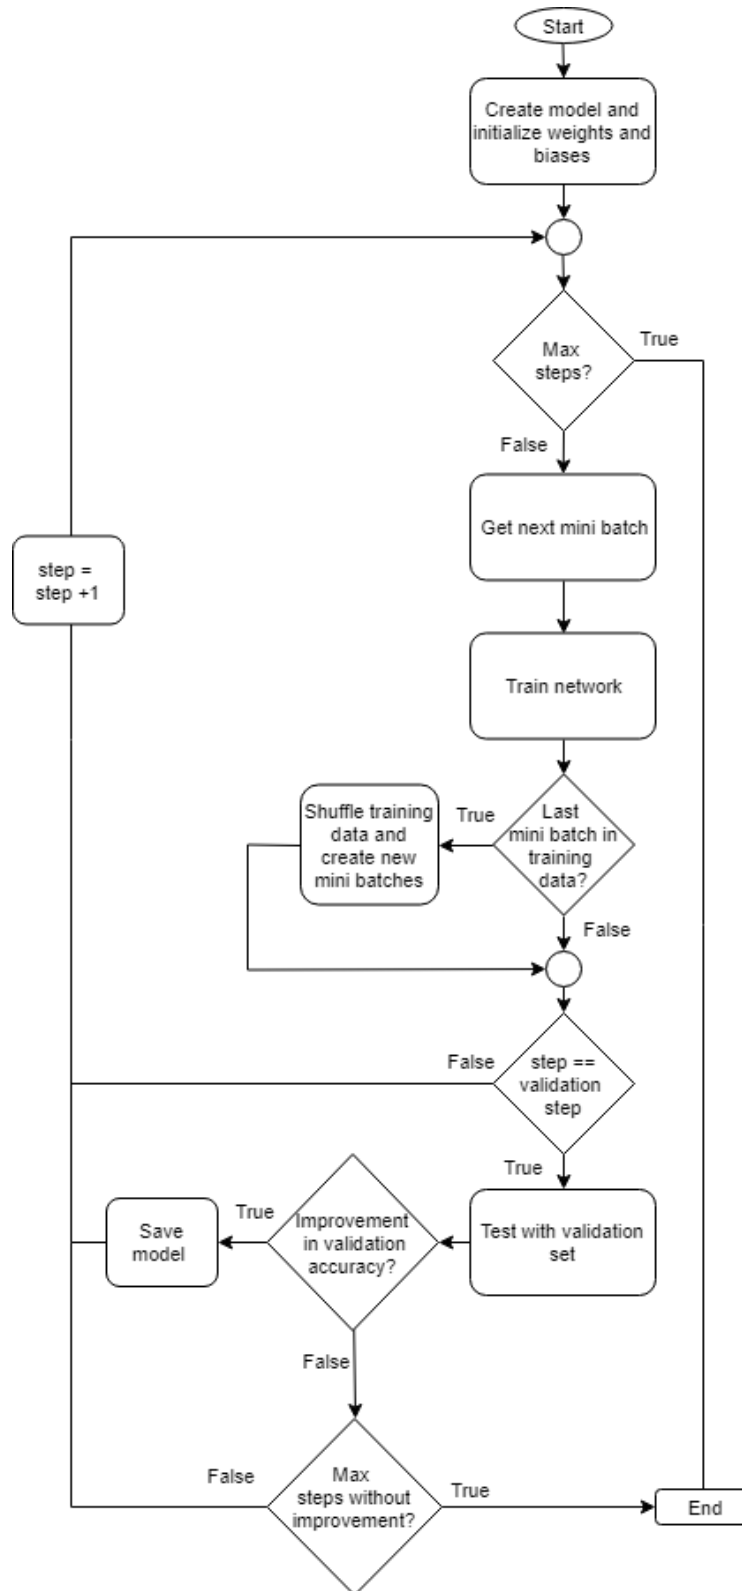 Start
Create model and
initialize weights and
biases
Max
steps?
True
False
Get next mini batch
step =
step +1
Train network
Shuffle training
data and
create new
mini batches
True
Last
mini batch in
training
data?
False
False
step ==
validation
step
True
Save
model
True
Improvement
in validation
accuracy?
Test with validation
set
False
False
Max
steps without
improvement?
True
End